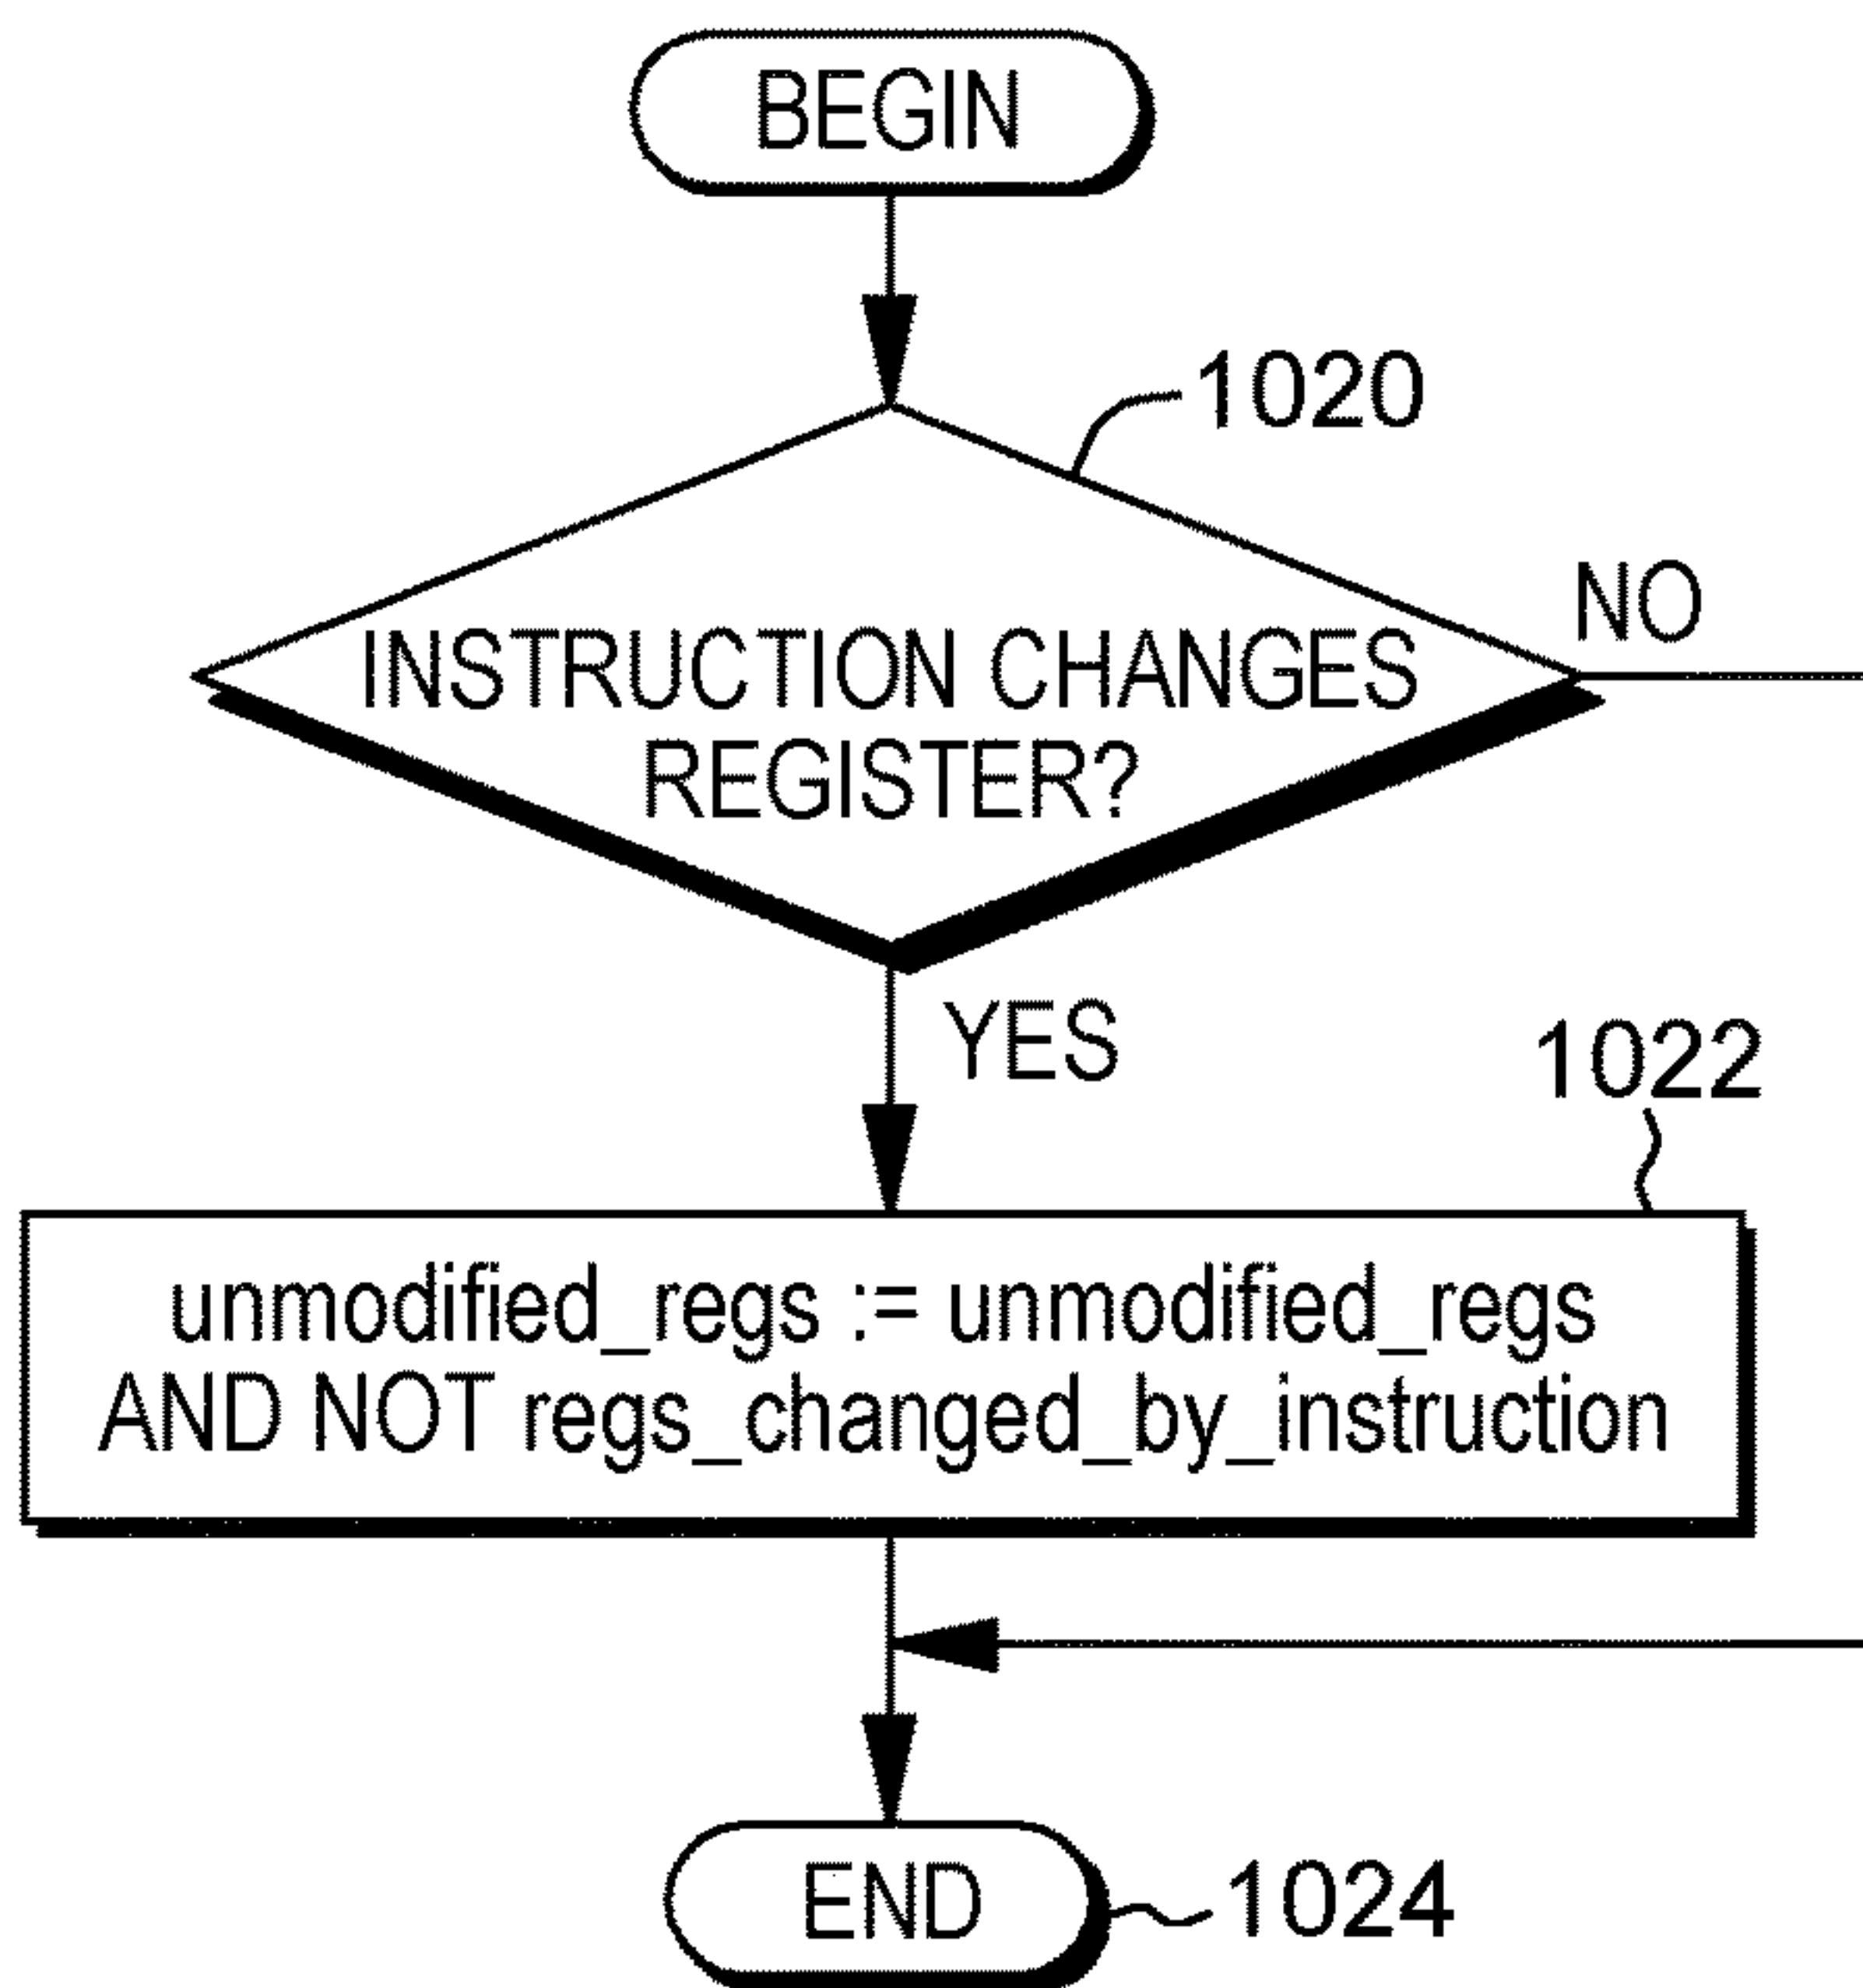 BEGIN
1020
NO
INSTRUCTION CHANGES
REGISTER?
YES
1022
unmodified_regs := unmodified_regs
AND NOT regs_changed_by_instruction
END
1024